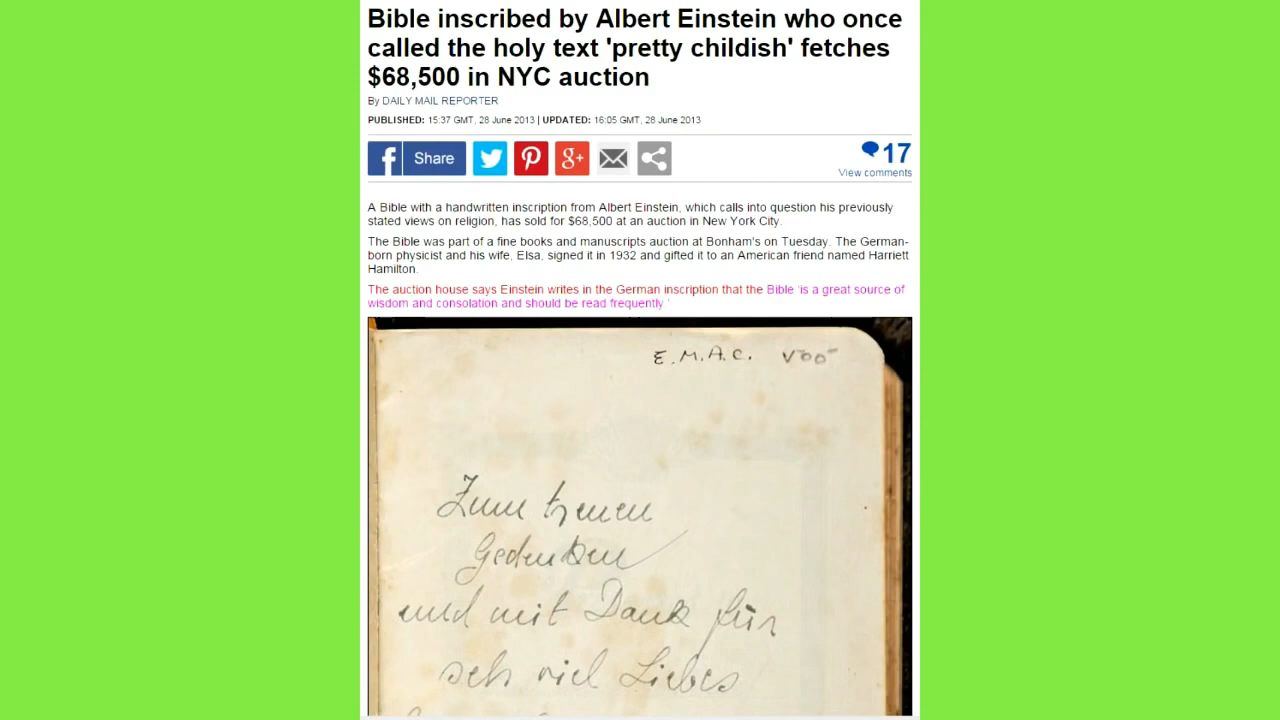 Bible inscribed by Albert Einstein who once
called the holy text 'pretty childish' fetches
$68,500 in NYC auction
By DAILY MAIL REPORTER
PUBLISHED: 15:37 GMT, 28 June 2013 | UPDATED: 16:05 GMT, 28 June 2013
f Share g+ 17
View comments
A Bible with a handwritten inscription from Albert Einstein, which calls into question his previously
stated views on religion, has sold for $68,500 at an auction in New York City.
The Bible was part of a fine books and manuscripts auction at Bonham's on Tuesday. The German-
born physicist and his wife, Elsa, signed it in 1932 and gifted it to an American friend named Harriett
Hamilton.
The auction house says Einstein writes in the German inscription that the Bible 'is a great source of
wisdom and consolation and should be read frequently.'
E.M.A.C.
Zum treuen
Gedenken
und mit Dank für
seh viel Liebes